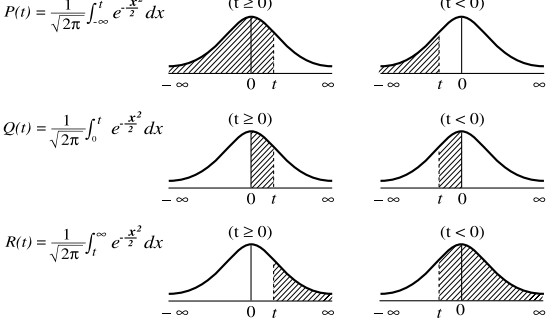 (t ≥ 0) (t < 0)
P(t) = 1/√2π ∫_{-∞}^{t} e^{-x²/2} dx
-∞ 0 t ∞ -∞ t 0 ∞
(t ≥ 0) (t < 0)
Q(t) = 1/√2π ∫_{0}^{t} e^{-x²/2} dx
-∞ 0 t ∞ -∞ t 0 ∞
(t ≥ 0) (t < 0)
R(t) = 1/√2π ∫_{t}^{∞} e^{-x²/2} dx
-∞ 0 t ∞ -∞ t 0 ∞